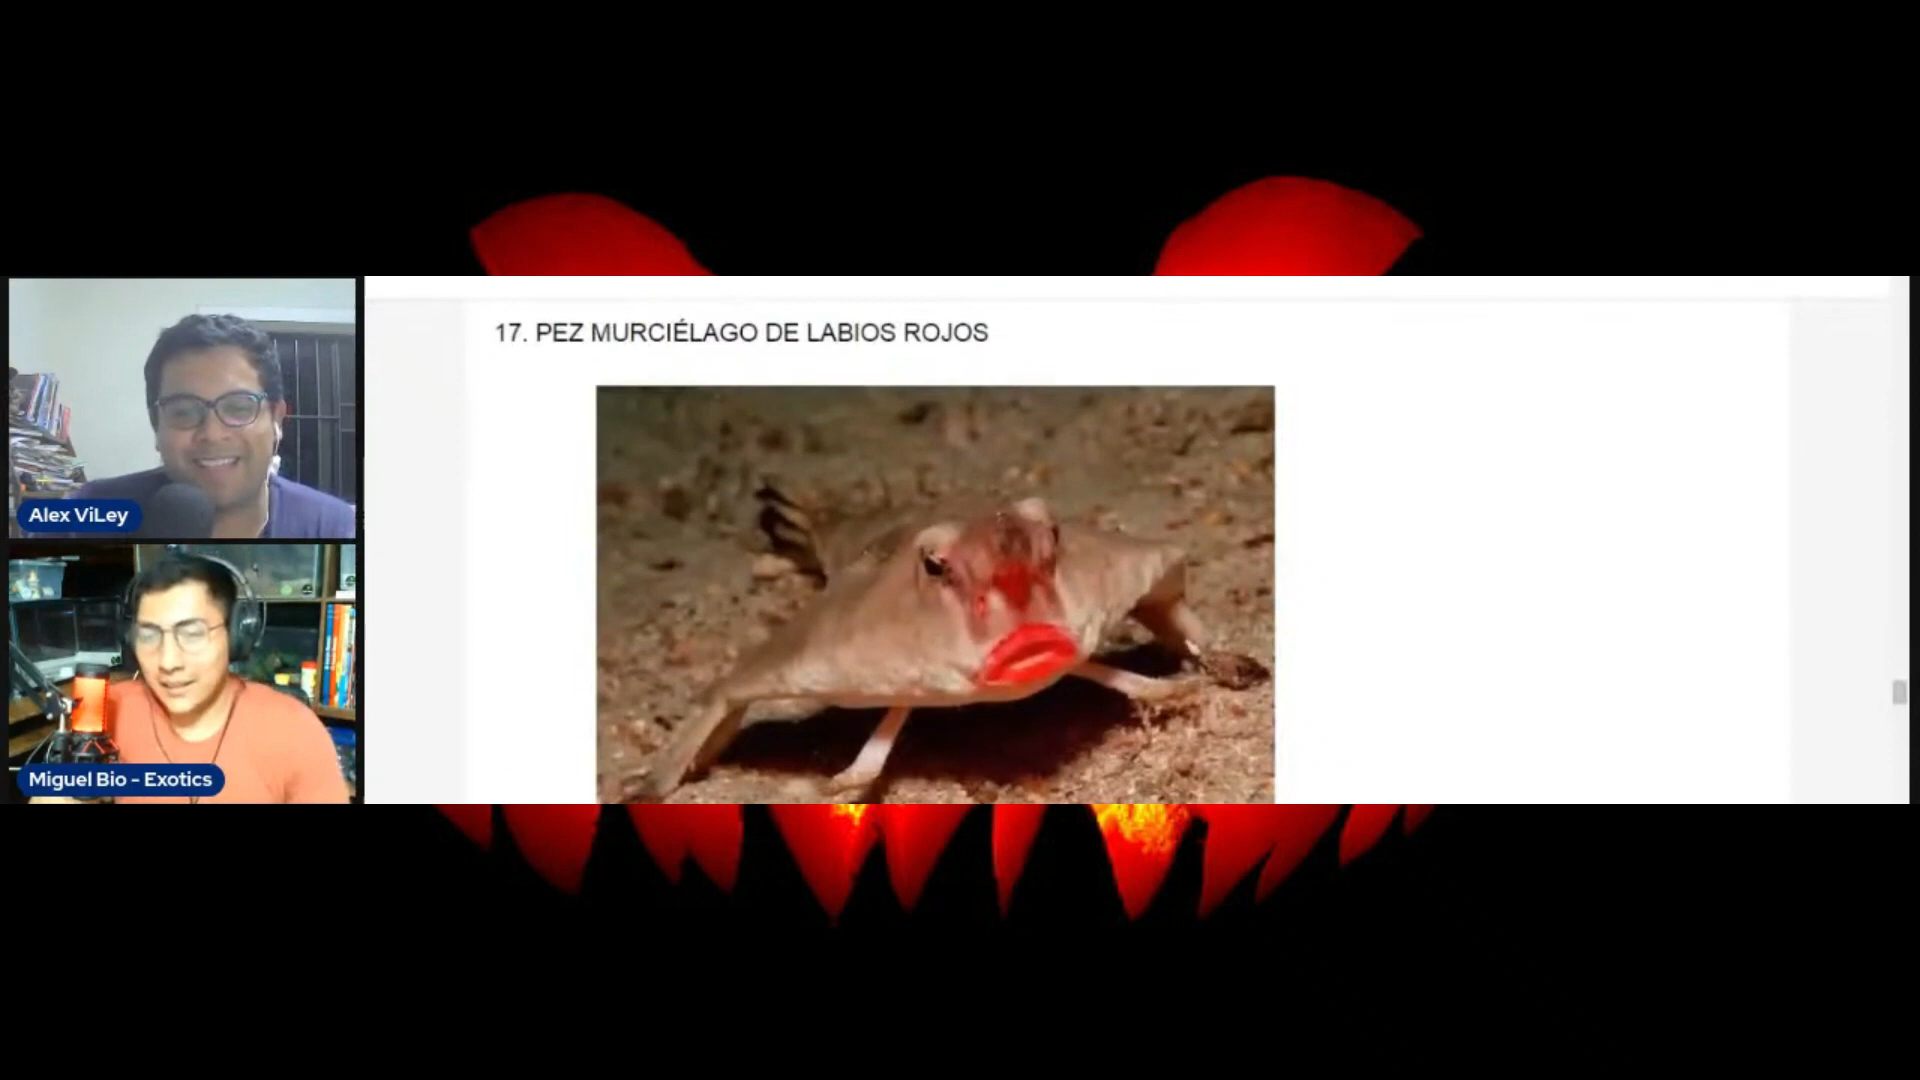 17. PEZ MURCIÉLAGO DE LABIOS ROJOS
Alex ViLey
Miguel Bio - Exotics